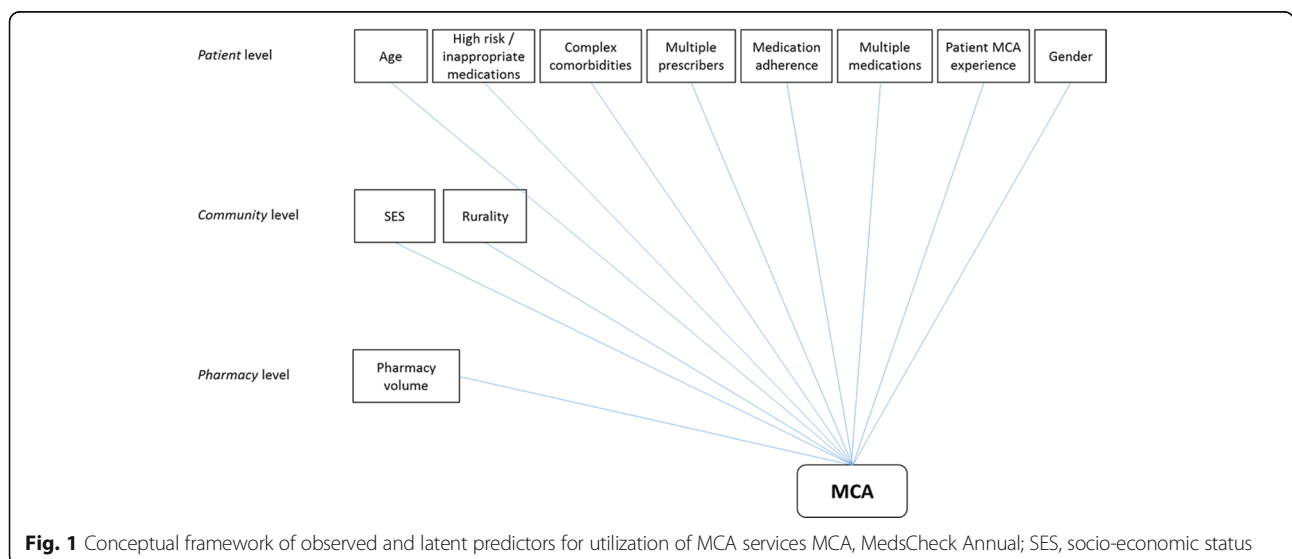 Patient level
Age
High risk /
inappropriate
medications
Complex
comorbidities
Multiple
prescribers
Medication
adherence
Multiple
medications
Patient MCA
experience
Gender
Community level
SES
Rurality
Pharmacy level
Pharmacy
volume
MCA
Fig. 1 Conceptual framework of observed and latent predictors for utilization of MCA services MCA, MedsCheck Annual; SES, socio-economic status